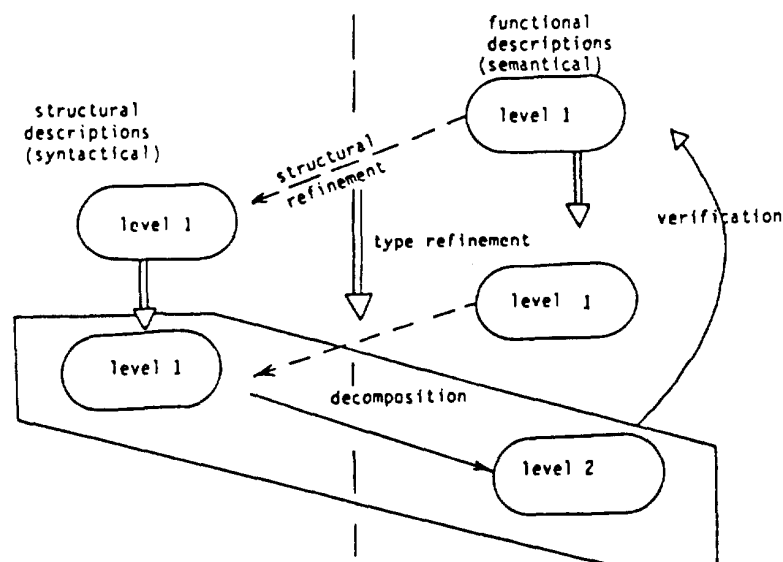 functional
descriptions
(semantical)
level 1
structural
descriptions
(syntactical)
structural
refinement
level 1
verification
type refinement
level 1
level 1
decomposition
level 2